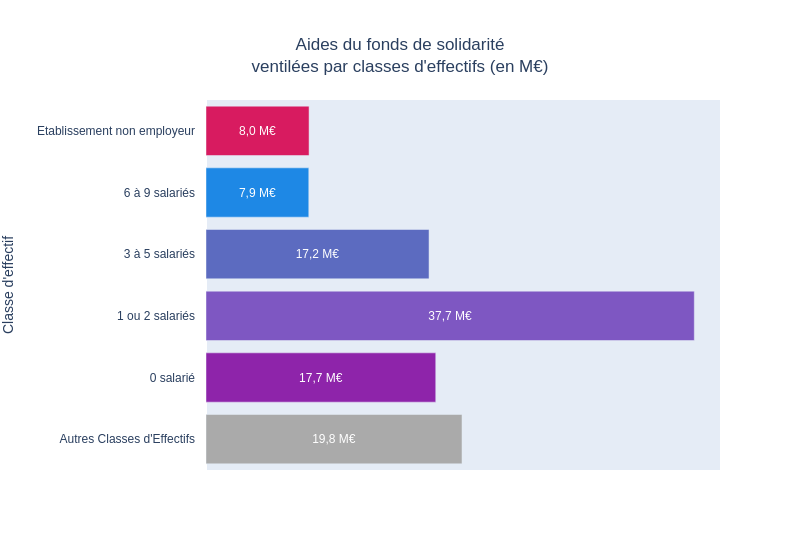 Aides du fonds de solidarité
ventilées par classes d'effectifs (en M€)
Classe d'effectif
Etablissement non employeur
8,0 M€
6 à 9 salariés
7,9 M€
3 à 5 salariés
17,2 M€
1 ou 2 salariés
37,7 M€
0 salarié
17,7 M€
Autres Classes d'Effectifs
19,8 M€